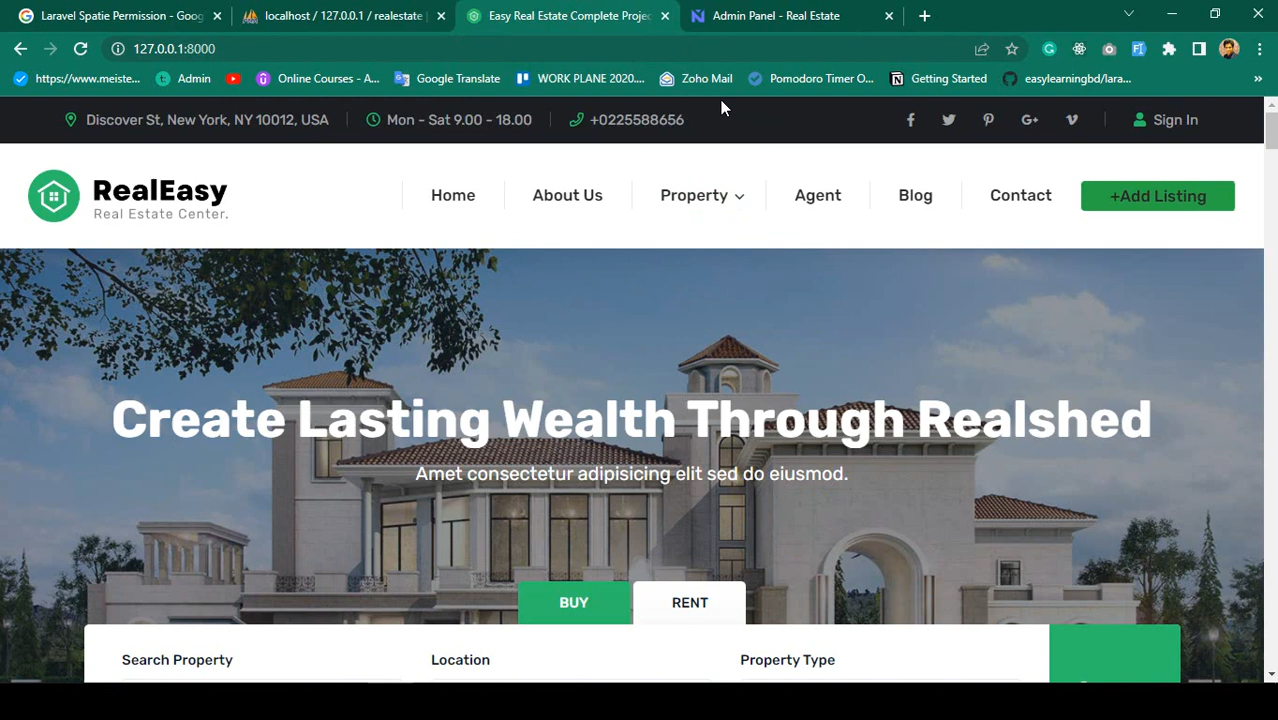 Laravel Spatie Permission - Goog
localhost / 127.0.0.1 / realestate
Easy Real Estate Complete Projec
Admin Panel - Real Estate
127.0.0.1:8000
https://www.meiste...
Admin
Online Courses - A...
Google Translate
WORK PLANE 2020....
Zoho Mail
Pomodoro Timer O...
Getting Started
easylearningbd/lara...
Discover St, New York, NY 10012, USA
Mon - Sat 9.00 - 18.00
+0225588656
Sign In
RealEasy
Real Estate Center.
Home
About Us
Property
Agent
Blog
Contact
+Add Listing
Create Lasting Wealth Through Realshed
Amet consectetur adipisicing elit sed do eiusmod.
BUY
RENT
Search Property
Location
Property Type